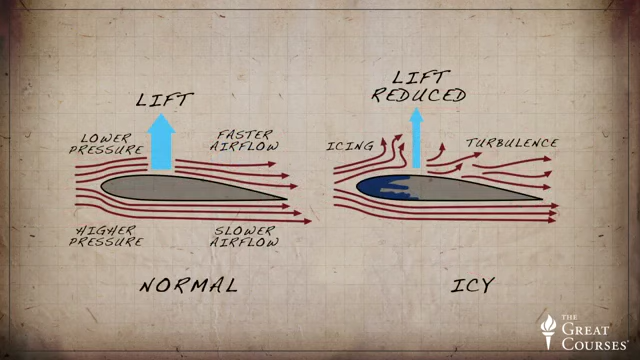 LIFT
LOWER
PRESSURE
FASTER
AIRFLOW
HIGHER
PRESSURE
SLOWER
AIRFLOW
NORMAL
LIFT
REDUCED
ICING
TURBULENCE
ICY
THE
GREAT
COURSES